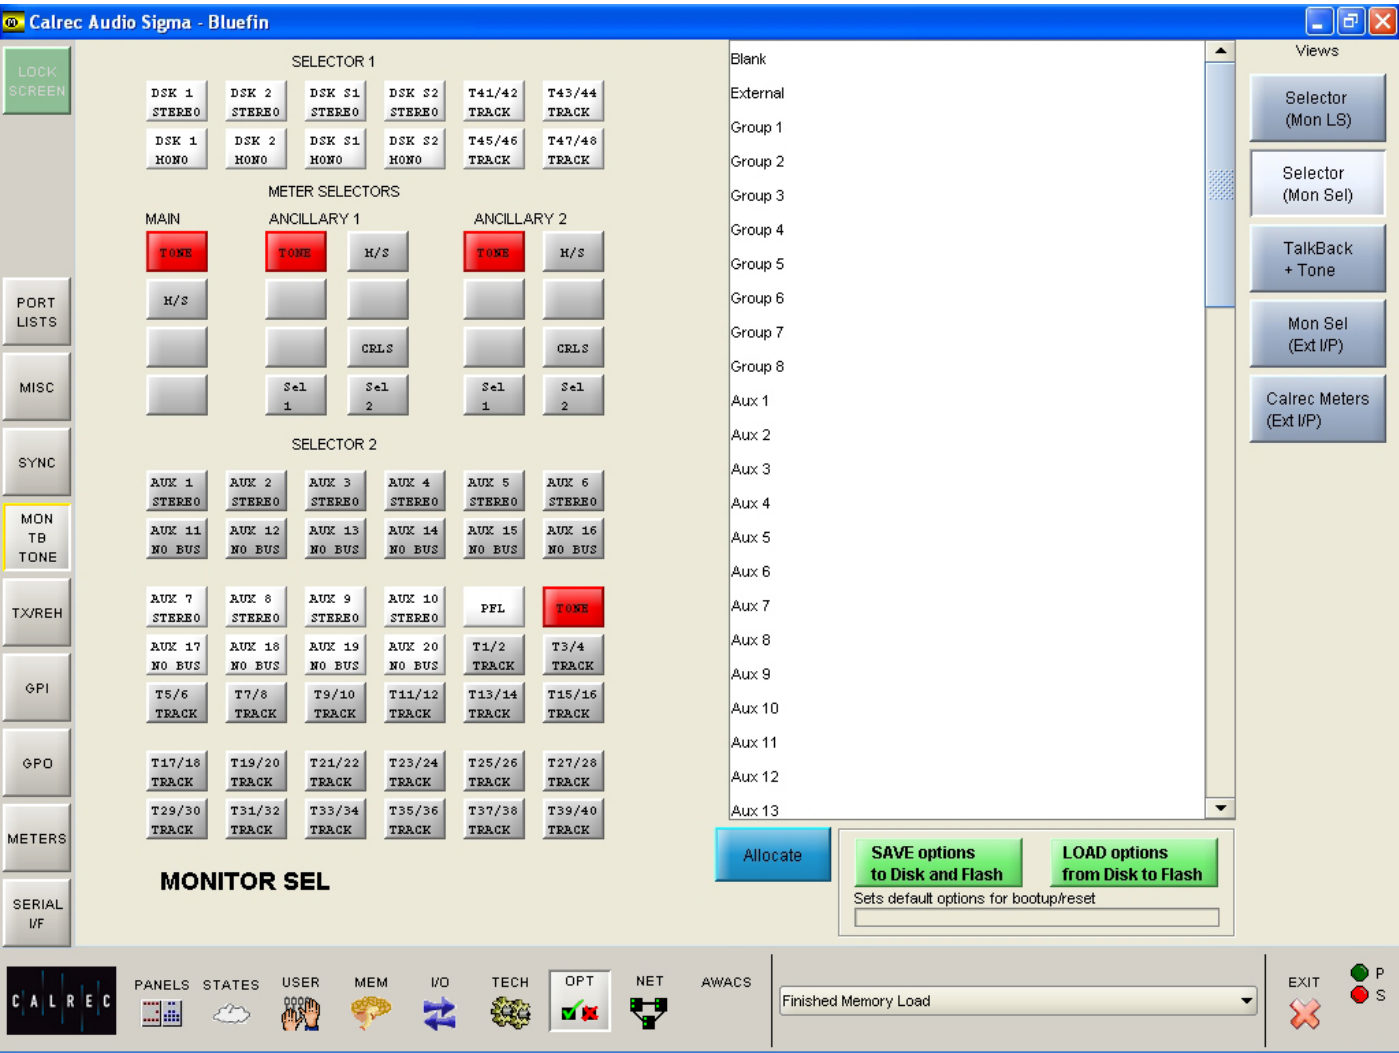 Calrec Audio Sigma - Bluefin
LOCK
SCREEN
PORT
LISTS
MISC
SYNC
MON
TB
TONE
TX/REH
GPI
GPO
METERS
SERIAL
I/F
SELECTOR 1
DSK 1 STEREO DSK 2 STEREO DSK S1 STEREO DSK S2 STEREO T41/42 TRACK T43/44 TRACK
DSK 1 MONO DSK 2 MONO DSK S1 MONO DSK S2 MONO T45/46 TRACK T47/48 TRACK
METER SELECTORS
MAIN ANCILLARY 1 ANCILLARY 2
TONE TONE H/S TONE H/S
H/S
CRLS CRLS
Sel 1 Sel 2 Sel 1 Sel 2
SELECTOR 2
AUX 1 STEREO AUX 2 STEREO AUX 3 STEREO AUX 4 STEREO AUX 5 STEREO AUX 6 STEREO
AUX 11 NO BUS AUX 12 NO BUS AUX 13 NO BUS AUX 14 NO BUS AUX 15 NO BUS AUX 16 NO BUS
AUX 7 STEREO AUX 8 STEREO AUX 9 STEREO AUX 10 STEREO PFL TONE
AUX 17 NO BUS AUX 18 NO BUS AUX 19 NO BUS AUX 20 NO BUS T1/2 TRACK T3/4 TRACK
T5/6 TRACK T7/8 TRACK T9/10 TRACK T11/12 TRACK T13/14 TRACK T15/16 TRACK
T17/18 TRACK T19/20 TRACK T21/22 TRACK T23/24 TRACK T25/26 TRACK T27/28 TRACK
T29/30 TRACK T31/32 TRACK T33/34 TRACK T35/36 TRACK T37/38 TRACK T39/40 TRACK
MONITOR SEL
Blank
External
Group 1
Group 2
Group 3
Group 4
Group 5
Group 6
Group 7
Group 8
Aux 1
Aux 2
Aux 3
Aux 4
Aux 5
Aux 6
Aux 7
Aux 8
Aux 9
Aux 10
Aux 11
Aux 12
Aux 13
Allocate
SAVE options
to Disk and Flash
LOAD options
from Disk to Flash
Sets default options for bootup/reset
Views
Selector
(Mon LS)
Selector
(Mon Sel)
TalkBack
+ Tone
Mon Sel
(Ext I/P)
Calrec Meters
(Ext I/P)
CALREC
PANELS STATES USER MEM I/O TECH OPT NET AWACS
Finished Memory Load
EXIT
P
S